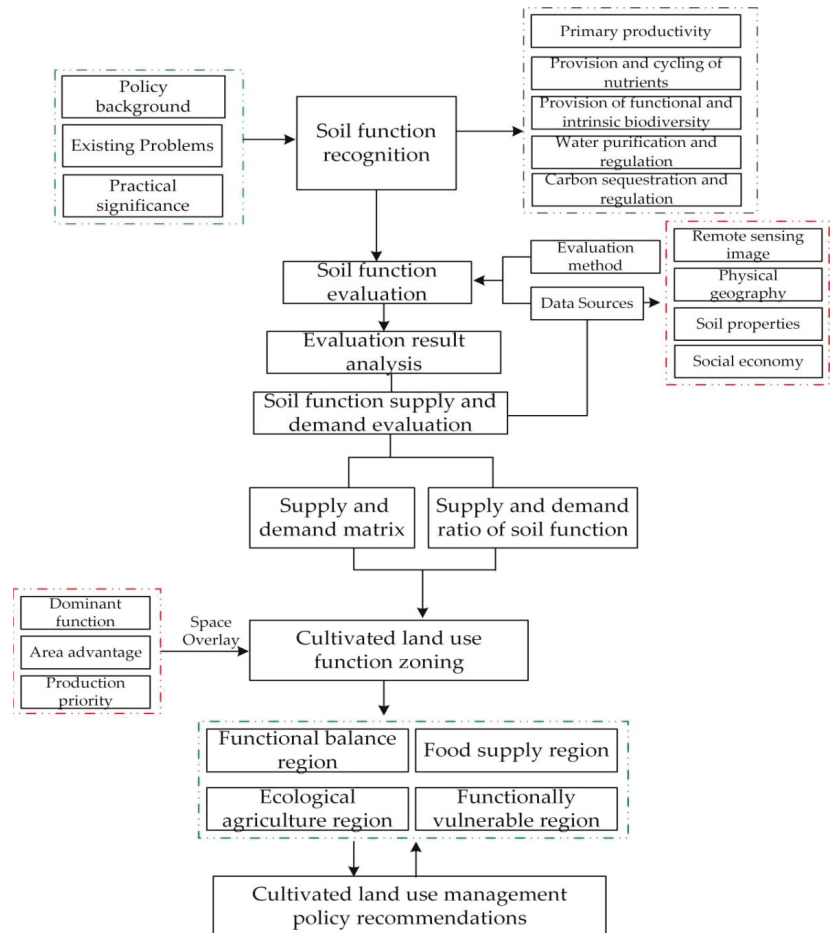 Policy
background
Existing Problems
Practical
significance
Soil function
recognition
Primary productivity
Provision and cycling of
nutrients
Provision of functional and
intrinsic biodiversity
Water purification and
regulation
Carbon sequestration and
regulation
Soil function
evaluation
Evaluation
method
Data Sources
Remote sensing
image
Physical
geography
Soil properties
Social economy
Evaluation result
analysis
Soil function supply and
demand evaluation
Supply and
demand matrix
Supply and demand
ratio of soil function
Dominant
function
Area advantage
Production
priority
Space
Overlay
Cultivated land use
function zoning
Functional balance
region
Food supply region
Ecological
agriculture region
Functionally
vulnerable region
Cultivated land use management
policy recommendations